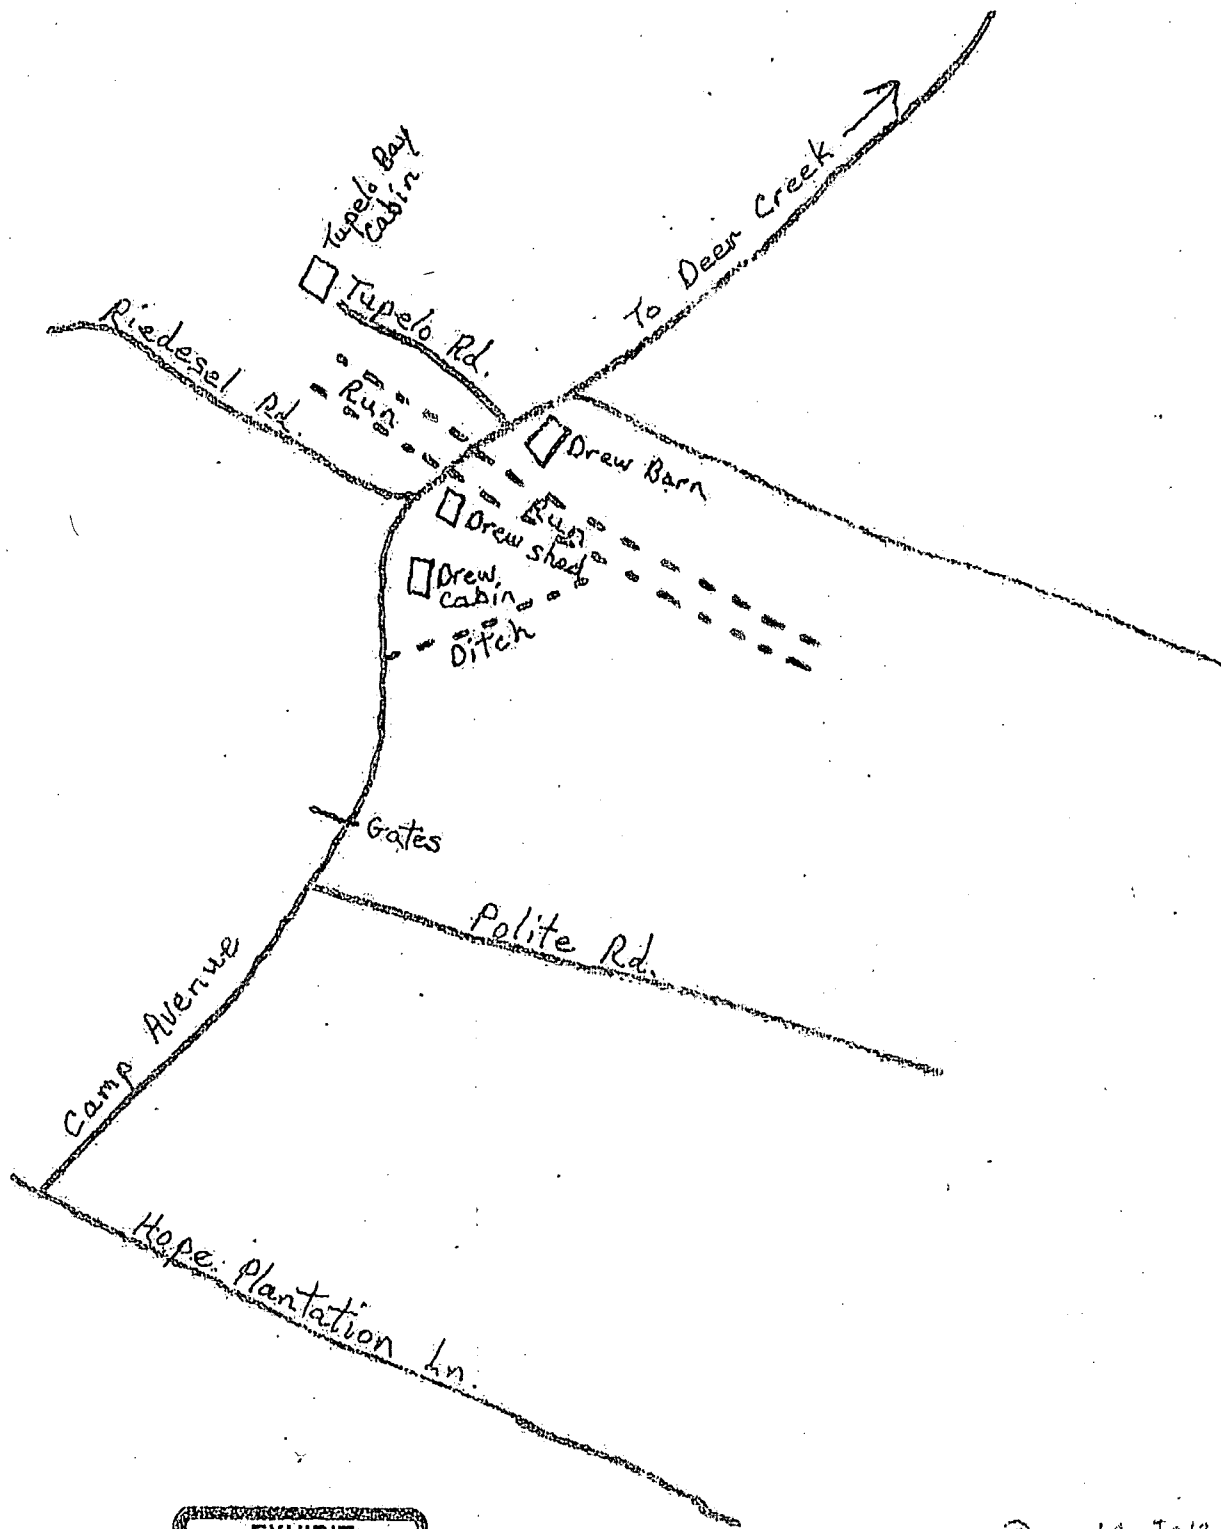 Tupelo Bay
Cabin
To Deer Creek
Tupelo Rd.
Riedesel Rd.
Run
Drew Barn
Run
Drew shed
Drew
cabin
Ditch
Gates
Polite Rd.
Camp Avenue
Hope Plantation Ln.
EXHIBIT